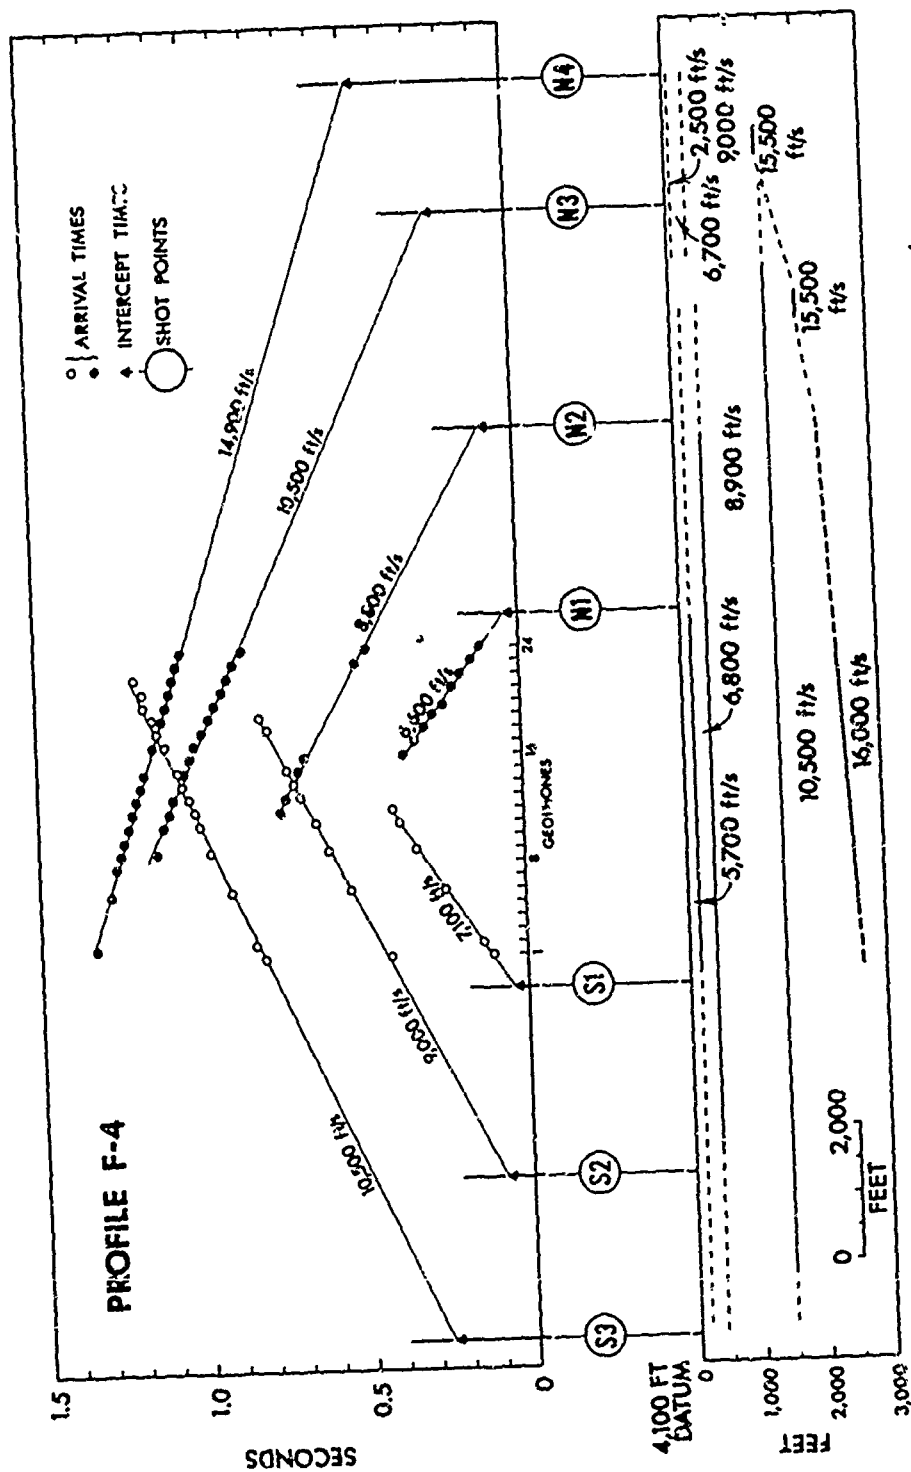 PROFILE F-4
ARRIVAL TIMES
INTERCEPT
SHOT POINTS
SECONDS
1.5
1.0
0.5
0
10,500 ft/s
9,000 ft/s
7,100 ft/s
14,900 ft/s
10,500 ft/s
ft/s
ft/s
1
8
16
24
GEOPHONES
S3
S2
S1
N1
N2
N3
N4
4,100 FT
DATUM
0
1,000
2,000
3,000
FEET
0
2,000
FEET
5,700 ft/s
6,800 ft/s
8,900 ft/s
6,700 ft/s
2,500 ft/s
9,000 ft/s
10,500 ft/s
16,000 ft/s
15,500
ft/s
15,500
ft/s